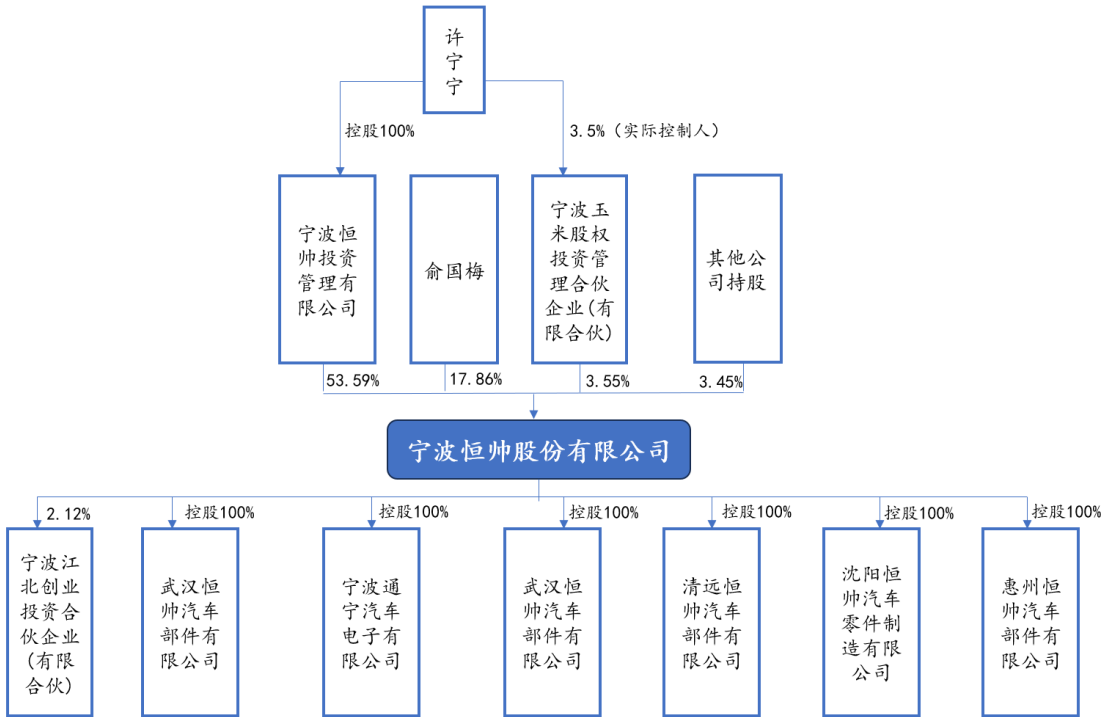 许
宁
宁
控股100%
3.5%（实际控制人）
宁波恒
帅投资
管理有
限公司
俞国梅
宁波玉
米股权
投资管
理合伙
企业(有
限合伙)
其他公
司持股
53.59%
17.86%
3.55%
3.45%
宁波恒帅股份有限公司
2.12%
控股100%
控股100%
控股100%
控股100%
控股100%
控股100%
宁波江
北创业
投资合
伙企业
(有限
合伙)
武汉恒
帅汽车
部件有
限公司
宁波通
宁汽车
电子有
限公司
武汉恒
帅汽车
部件有
限公司
清远恒
帅汽车
部件有
限公司
沈阳恒
帅汽车
零件制
造有限
公司
惠州恒
帅汽车
部件有
限公司